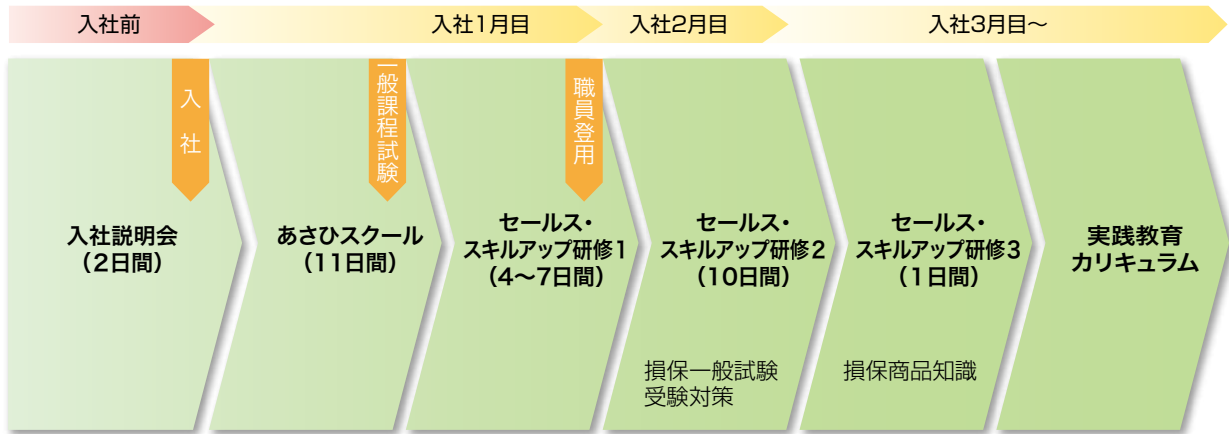 入社前
入社1月目
入社2月目
入社3月目～
入社
一般課程試験
職員登用
入社説明会
（2日間）
あさひスクール
（11日間）
セールス・
スキルアップ研修1
（4～7日間）
セールス・
スキルアップ研修2
（10日間）
損保一般試験
受験対策
セールス・
スキルアップ研修3
（1日間）
損保商品知識
実践教育
カリキュラム